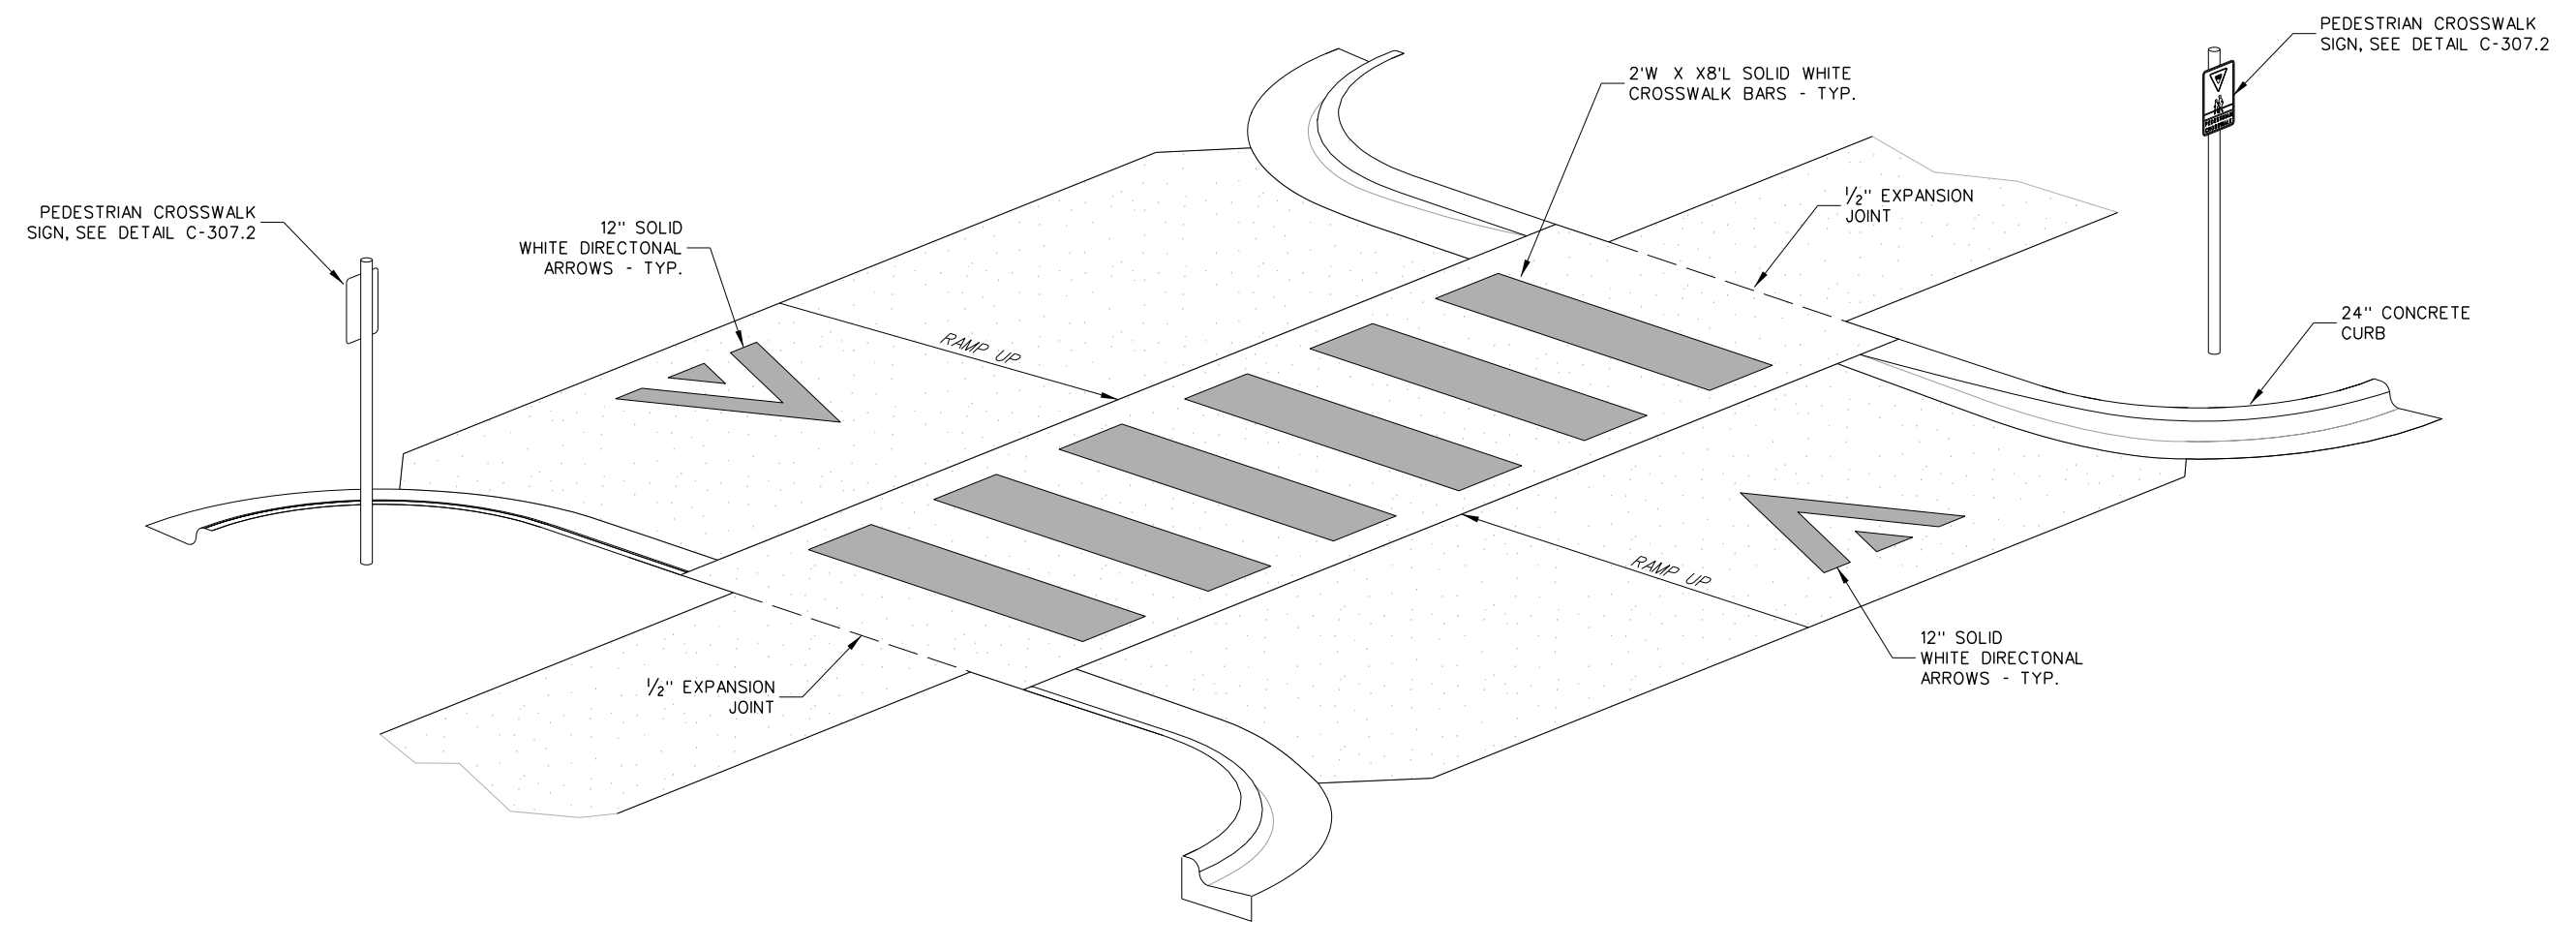 PEDESTRIAN CROSSWALK
SIGN, SEE DETAIL C-307.2
2'W X X8'L SOLID WHITE
CROSSWALK BARS - TYP.
PEDESTRIAN
CROSSWALK
½" EXPANSION
JOINT
PEDESTRIAN CROSSWALK
SIGN, SEE DETAIL C-307.2
12" SOLID
WHITE DIRECTONAL
ARROWS - TYP.
24" CONCRETE
CURB
RAMP UP
RAMP UP
12" SOLID
WHITE DIRECTONAL
ARROWS - TYP.
½" EXPANSION
JOINT